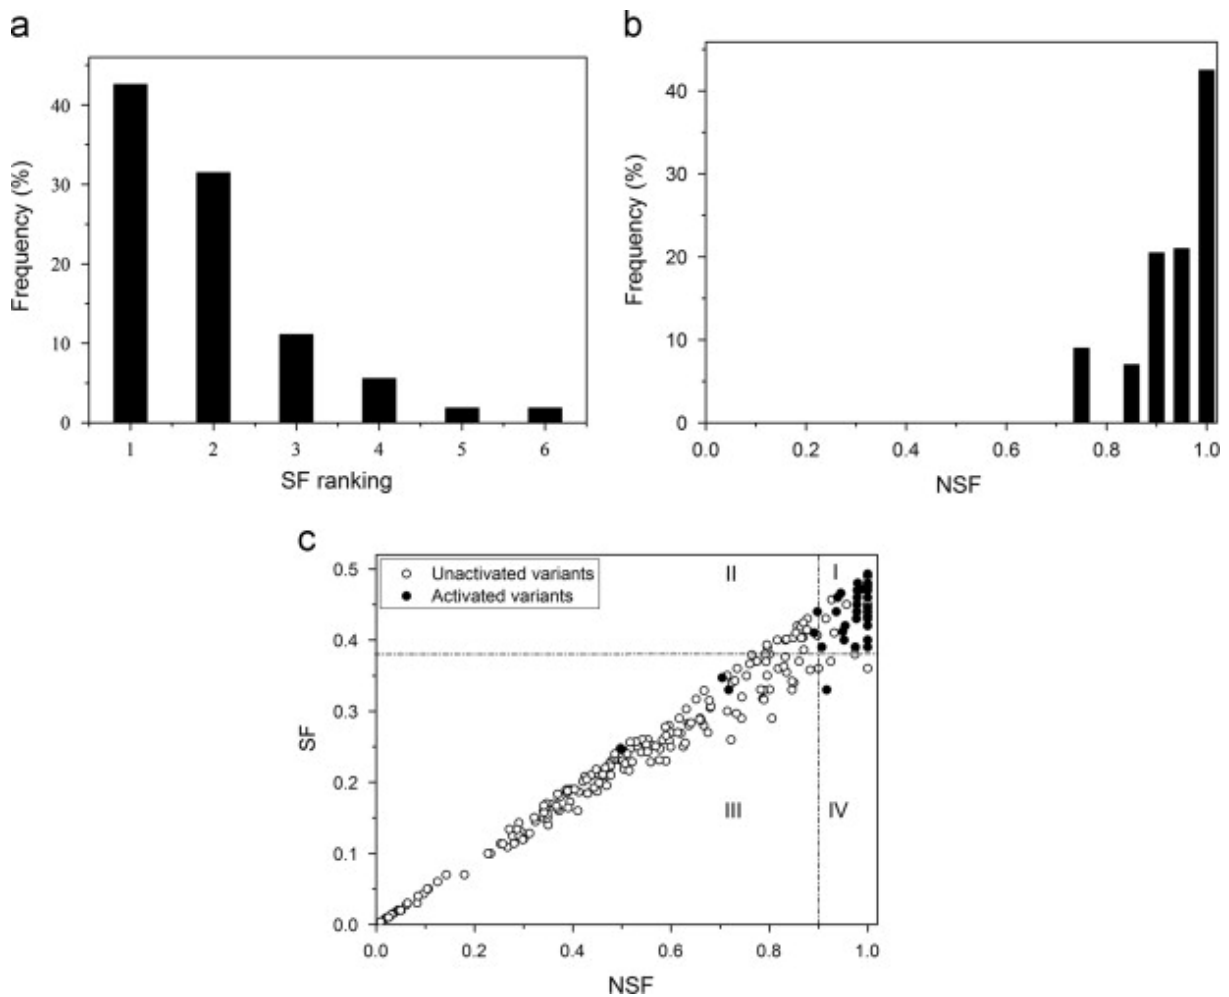 a
Frequency (%)
40
30
20
10
0
1 2 3 4 5 6
SF ranking
b
Frequency (%)
40
30
20
10
0
0.0 0.2 0.4 0.6 0.8 1.0
NSF
c
SF
0.5
0.4
0.3
0.2
0.1
0.0
Unactivated variants
Activated variants
II
I
III
IV
0.0 0.2 0.4 0.6 0.8 1.0
NSF